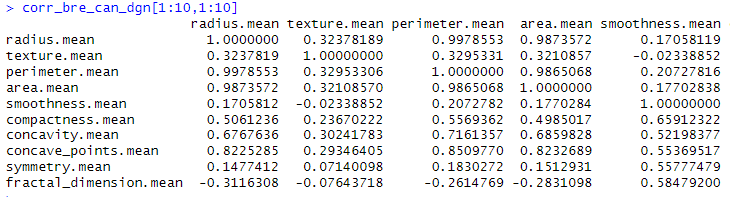 > corr_bre_can_dgn[1:10,1:10]
radius.mean texture.mean perimeter.mean area.mean smoothness.mean
radius.mean 1.0000000 0.32378189 0.9978553 0.9873572 0.17058119
texture.mean 0.3237819 1.00000000 0.3295331 0.3210857 -0.02338852
perimeter.mean 0.9978553 0.32953306 1.0000000 0.9865068 0.20727816
area.mean 0.9873572 0.32108570 0.9865068 1.0000000 0.17702838
smoothness.mean 0.1705812 -0.02338852 0.2072782 0.1770284 1.00000000
compactness.mean 0.5061236 0.23670222 0.5569362 0.4985017 0.65912322
concavity.mean 0.6767636 0.30241783 0.7161357 0.6859828 0.52198377
concave_points.mean 0.8225285 0.29346405 0.8509770 0.8232689 0.55369517
symmetry.mean 0.1477412 0.07140098 0.1830272 0.1512931 0.55777479
fractal_dimension.mean -0.3116308 -0.07643718 -0.2614769 -0.2831098 0.58479200